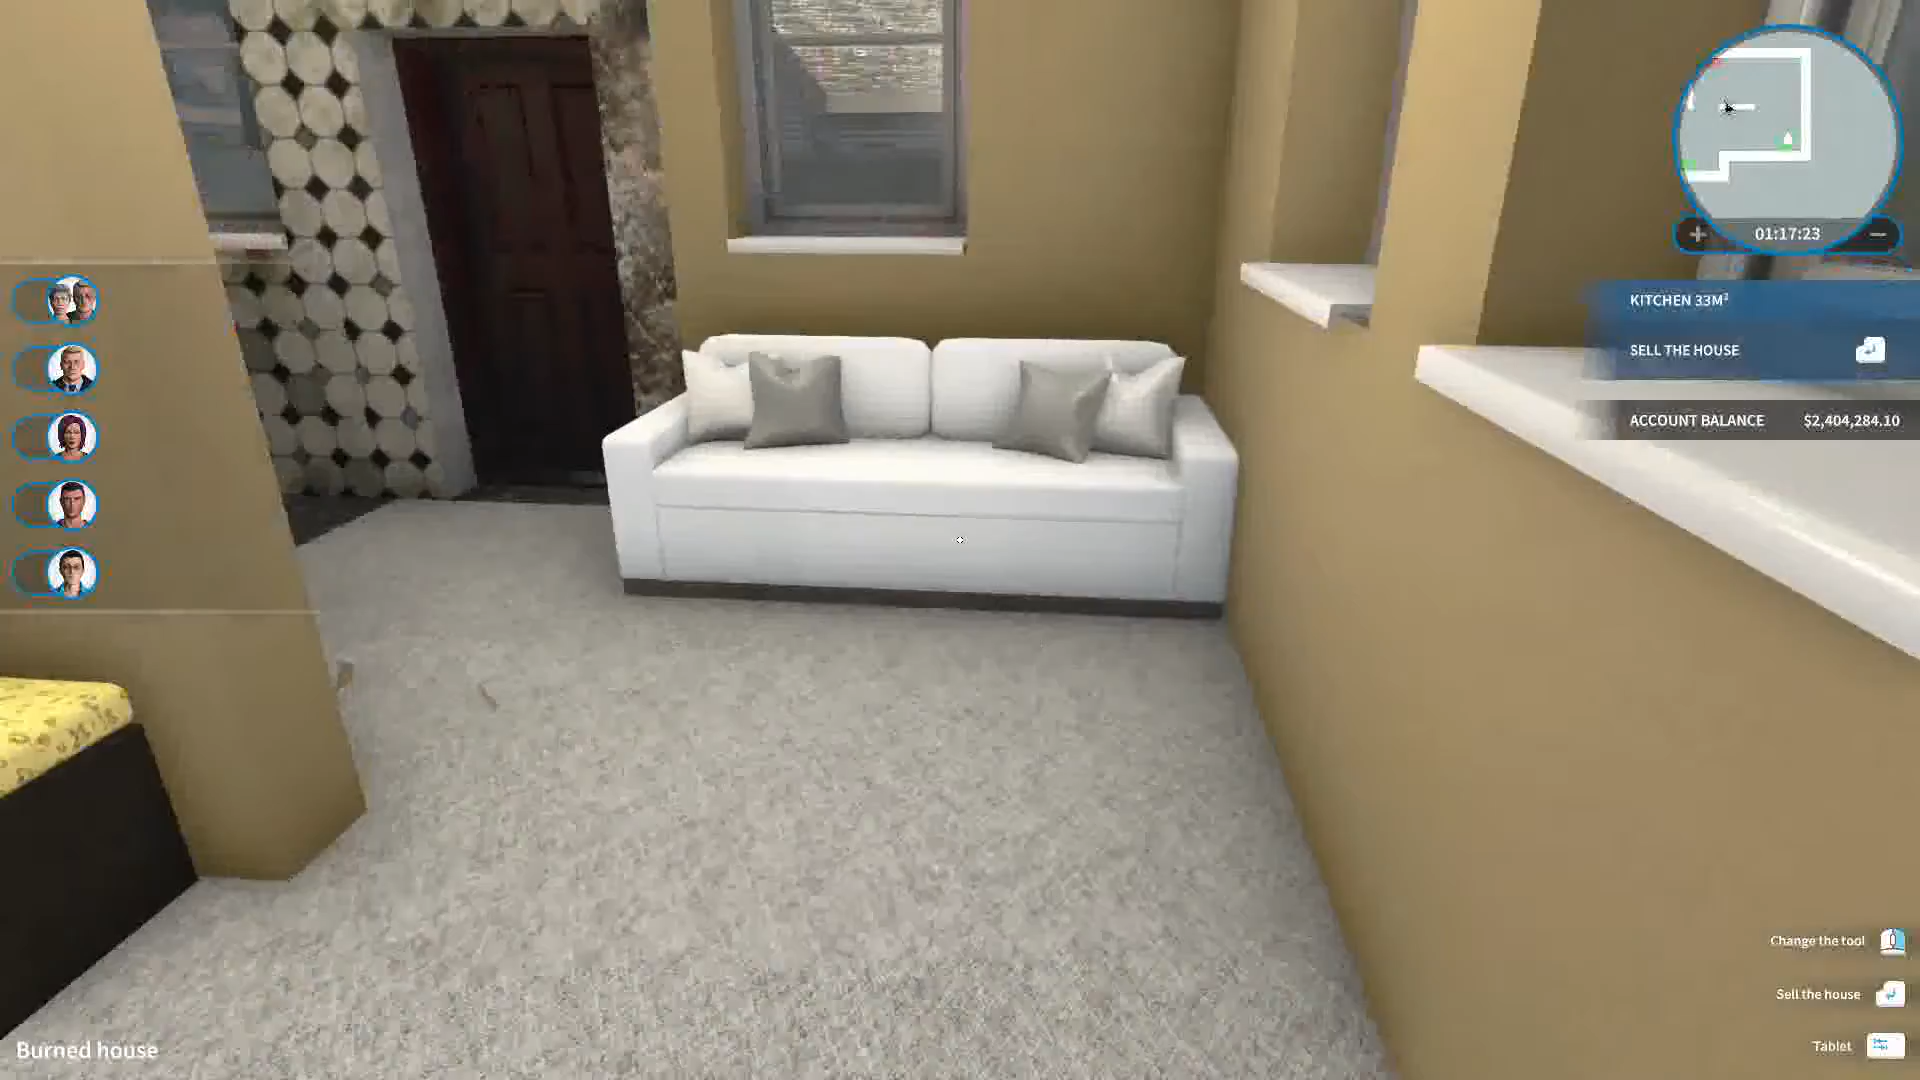 01:17:23
KITCHEN 33M²
SELL THE HOUSE
ACCOUNT BALANCE $2,404,284.10
Change the tool
Sell the house
Tablet
Burned house